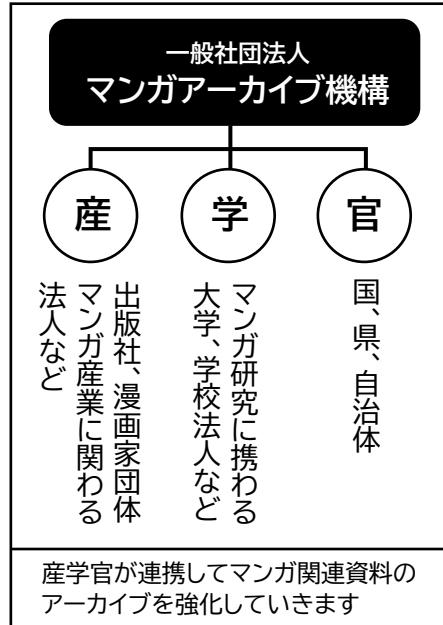 一般社団法人
マンガアーカイブ機構
産
学
官
出版社、漫画家団体
マンガ産業に関わる
法人など
マンガ研究に携わる
大学、学校法人など
国、県、自治体
産学官が連携してマンガ関連資料の
アーカイブを強化していきます